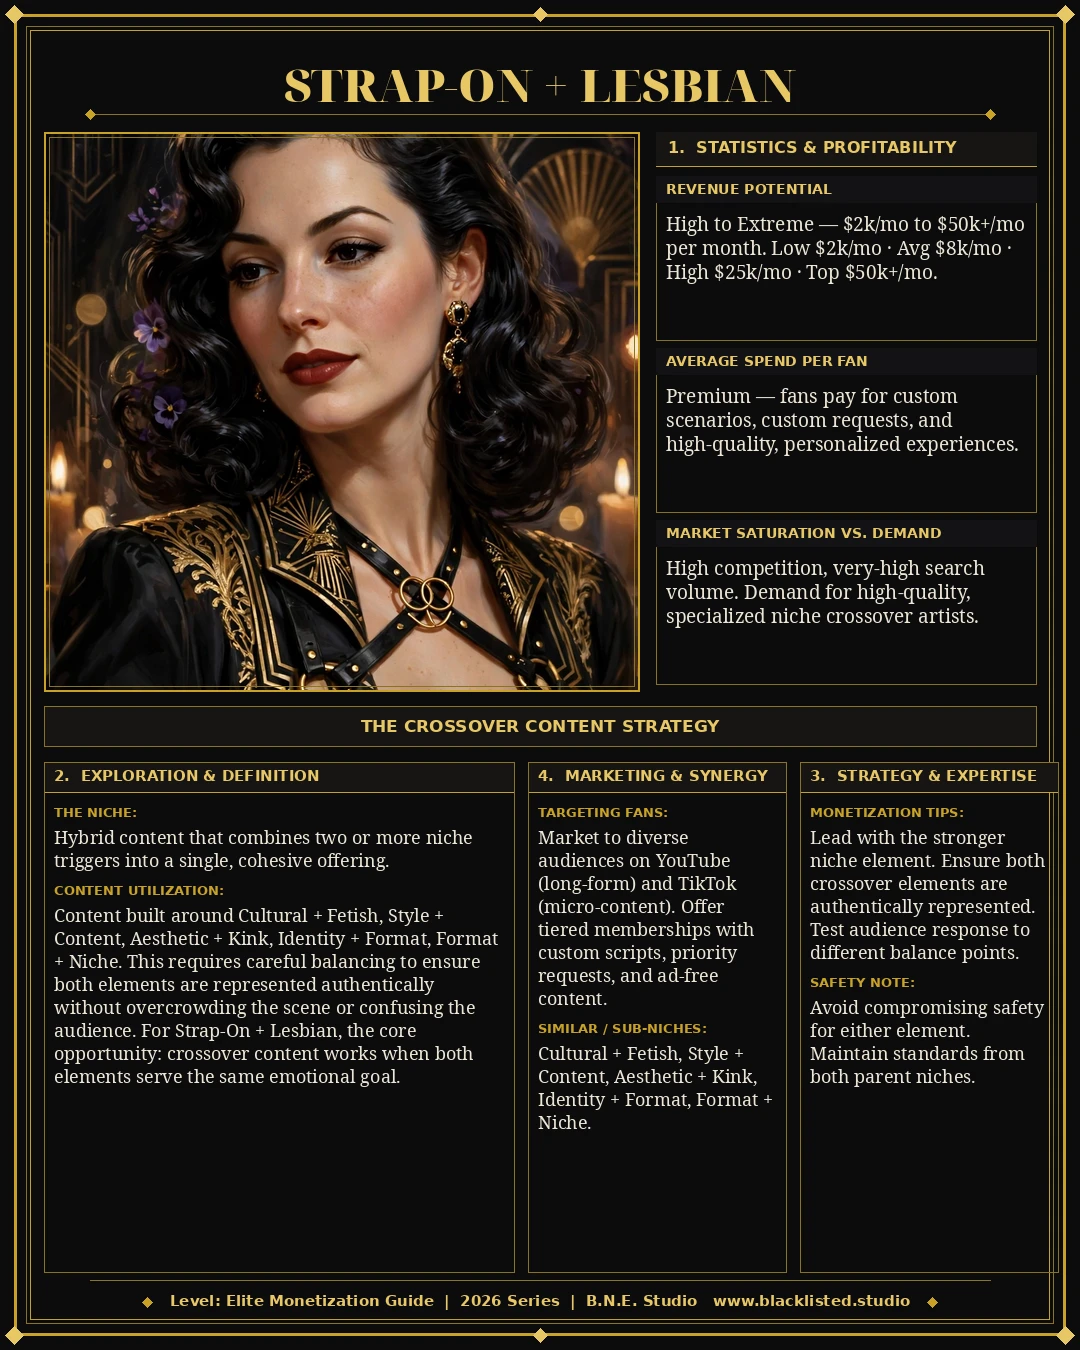 STRAP-ON + LESBIAN
1. STATISTICS & PROFITABILITY
REVENUE POTENTIAL
High to Extreme — $2k/mo to $50k+/mo
per month. Low $2k/mo · Avg $8k/mo ·
High $25k/mo · Top $50k+/mo.
AVERAGE SPEND PER FAN
Premium — fans pay for custom
scenarios, custom requests, and
high-quality, personalized experiences.
MARKET SATURATION VS. DEMAND
High competition, very-high search
volume. Demand for high-quality,
specialized niche crossover artists.
THE CROSSOVER CONTENT STRATEGY
2. EXPLORATION & DEFINITION
THE NICHE:
Hybrid content that combines two or more niche
triggers into a single, cohesive offering.
CONTENT UTILIZATION:
Content built around Cultural + Fetish, Style +
Content, Aesthetic + Kink, Identity + Format, Format
+ Niche. This requires careful balancing to ensure
both elements are represented authentically
without overcrowding the scene or confusing the
audience. For Strap-On + Lesbian, the core
opportunity: crossover content works when both
elements serve the same emotional goal.
4. MARKETING & SYNERGY
TARGETING FANS:
Market to diverse
audiences on YouTube
(long-form) and TikTok
(micro-content). Offer
tiered memberships with
custom scripts, priority
requests, and ad-free
content.
SIMILAR / SUB-NICHES:
Cultural + Fetish, Style +
Content, Aesthetic + Kink,
Identity + Format, Format +
Niche.
3. STRATEGY & EXPERTISE
MONETIZATION TIPS:
Lead with the stronger
niche element. Ensure both
crossover elements are
authentically represented.
Test audience response to
different balance points.
SAFETY NOTE:
Avoid compromising safety
for either element.
Maintain standards from
both parent niches.
Level: Elite Monetization Guide | 2026 Series | B.N.E. Studio www.blacklisted.studio